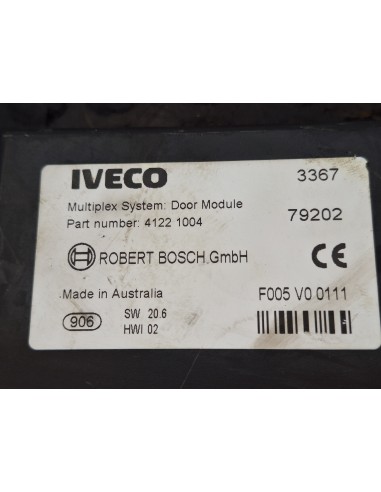 IVECO 3367
Multiplex System: Door Module
Part number: 4122 1004 79202
BOSCH ROBERT BOSCH.GmbH CE
Made in Australia F005 V0 0111
906 SW 20.6
HWI 02